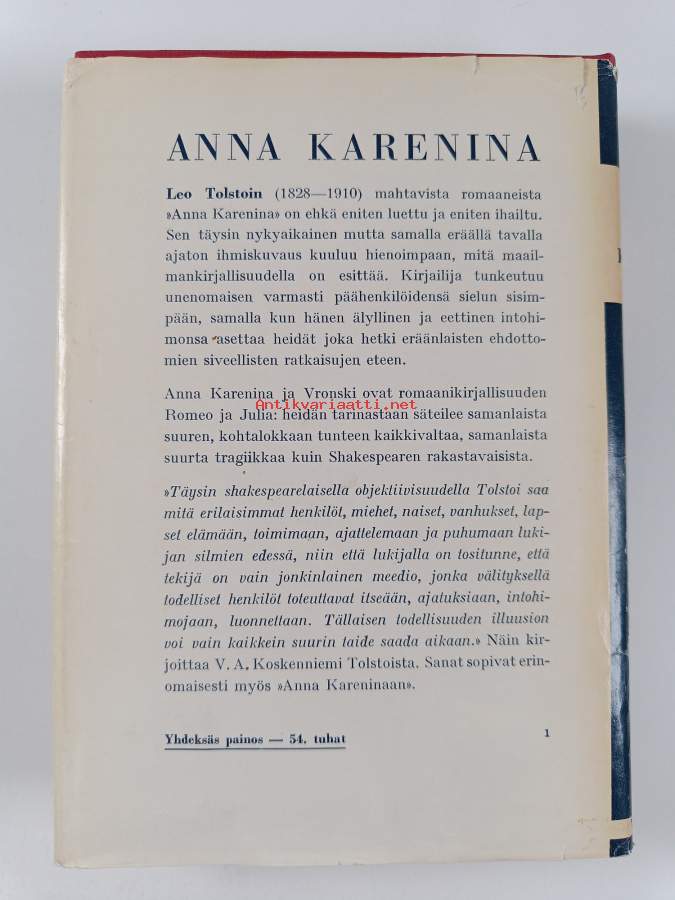 ANNA KARENINA
Leo Tolstoin (1828—1910) mahtavista romaaneista
»Anna Karenina» on ehkä eniten luettu ja eniten ihailtu.
Sen täysin nykyaikainen mutta samalla eräällä tavalla
ajaton ihmiskuvaus kuuluu hienoimpaan, mitä maail-
mankirjallisuudella on esittää. Kirjailija tunkeutuu
unenomaisen varmasti päähenkilöidensä sielun sisim-
pään, samalla kun hänen älyllinen ja eettinen intohi-
monsa asettaa heidät joka hetki eräänlaisten ehdotto-
mien siveellisten ratkaisujen eteen.
Anna Karenina ja Vronski ovat romaanikirjallisuuden
Antikvariaatti.net
Romeo ja Julia: heidän tarinastaan säteilee samanlaista
suuren, kohtalokkaan tunteen kaikkivaltaa, samanlaista
suurta tragiikkaa kuin Shakespearen rakastavaisista.
»Täysin shakespearelaisella objektiivisuudella Tolstoi saa
mitä erilaisimmat henkilöt, miehet, naiset, vanhukset, lap-
set elämään, toimimaan, ajattelemaan ja puhumaan luki-
jan silmien edessä, niin että lukijalla on tositunne, että
tekijä on vain jonkinlainen meedio, jonka välityksellä
todelliset henkilöt toteuttavat itseään, ajatuksiaan, intohi-
mojaan, luonnettaan. Tällaisen todellisuuden illuusion
voi vain kaikkein suurin taide saada aikaan.» Näin kir-
joittaa V. A. Koskenniemi Tolstoista. Sanat sopivat erin-
omaisesti myös »Anna Kareninaan».
Yhdeksäs painos — 54. tuhat
1